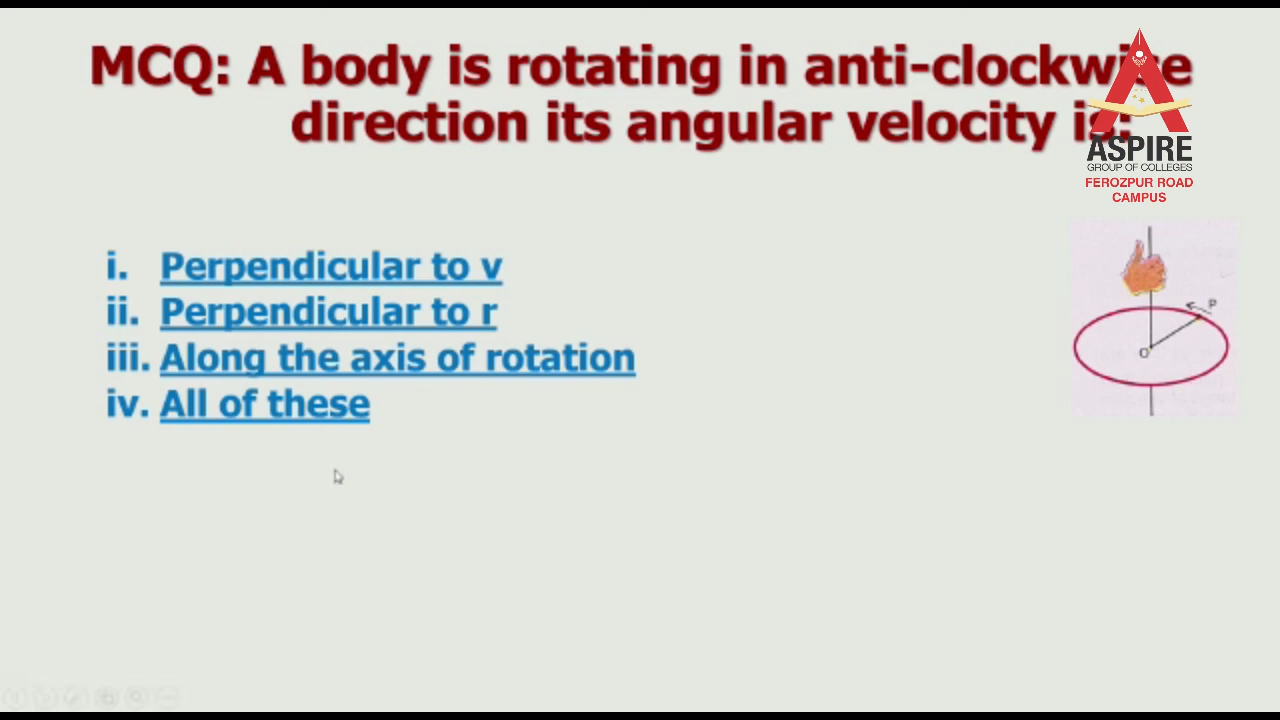 MCQ: A body is rotating in anti-clockwise
direction its angular velocity is:
ASPIRE
GROUP OF COLLEGES
FEROZPUR ROAD
CAMPUS
i. Perpendicular to v
ii. Perpendicular to r
iii. Along the axis of rotation
iv. All of these
P
O